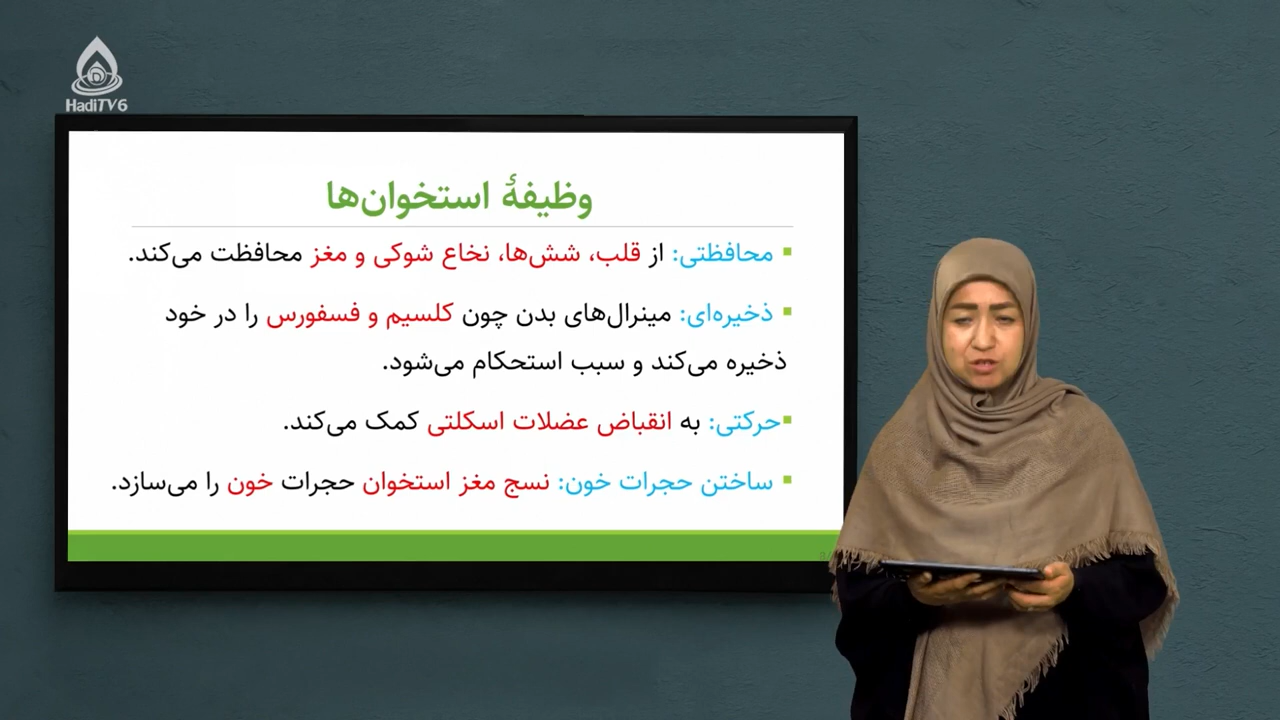 HadiTV6
وظیفهٔ استخوان‌ها
محافظتی: از قلب، شش‌ها، نخاع شوکی و مغز محافظت می‌کند.
ذخیره‌ای: مینرال‌های بدن چون کلسیم و فسفورس را در خود
ذخیره می‌کند و سبب استحکام می‌شود.
حرکتی: به انقباض عضلات اسکلتی کمک می‌کند.
ساختن حجرات خون: نسج مغز استخوان حجرات خون را می‌سازد.